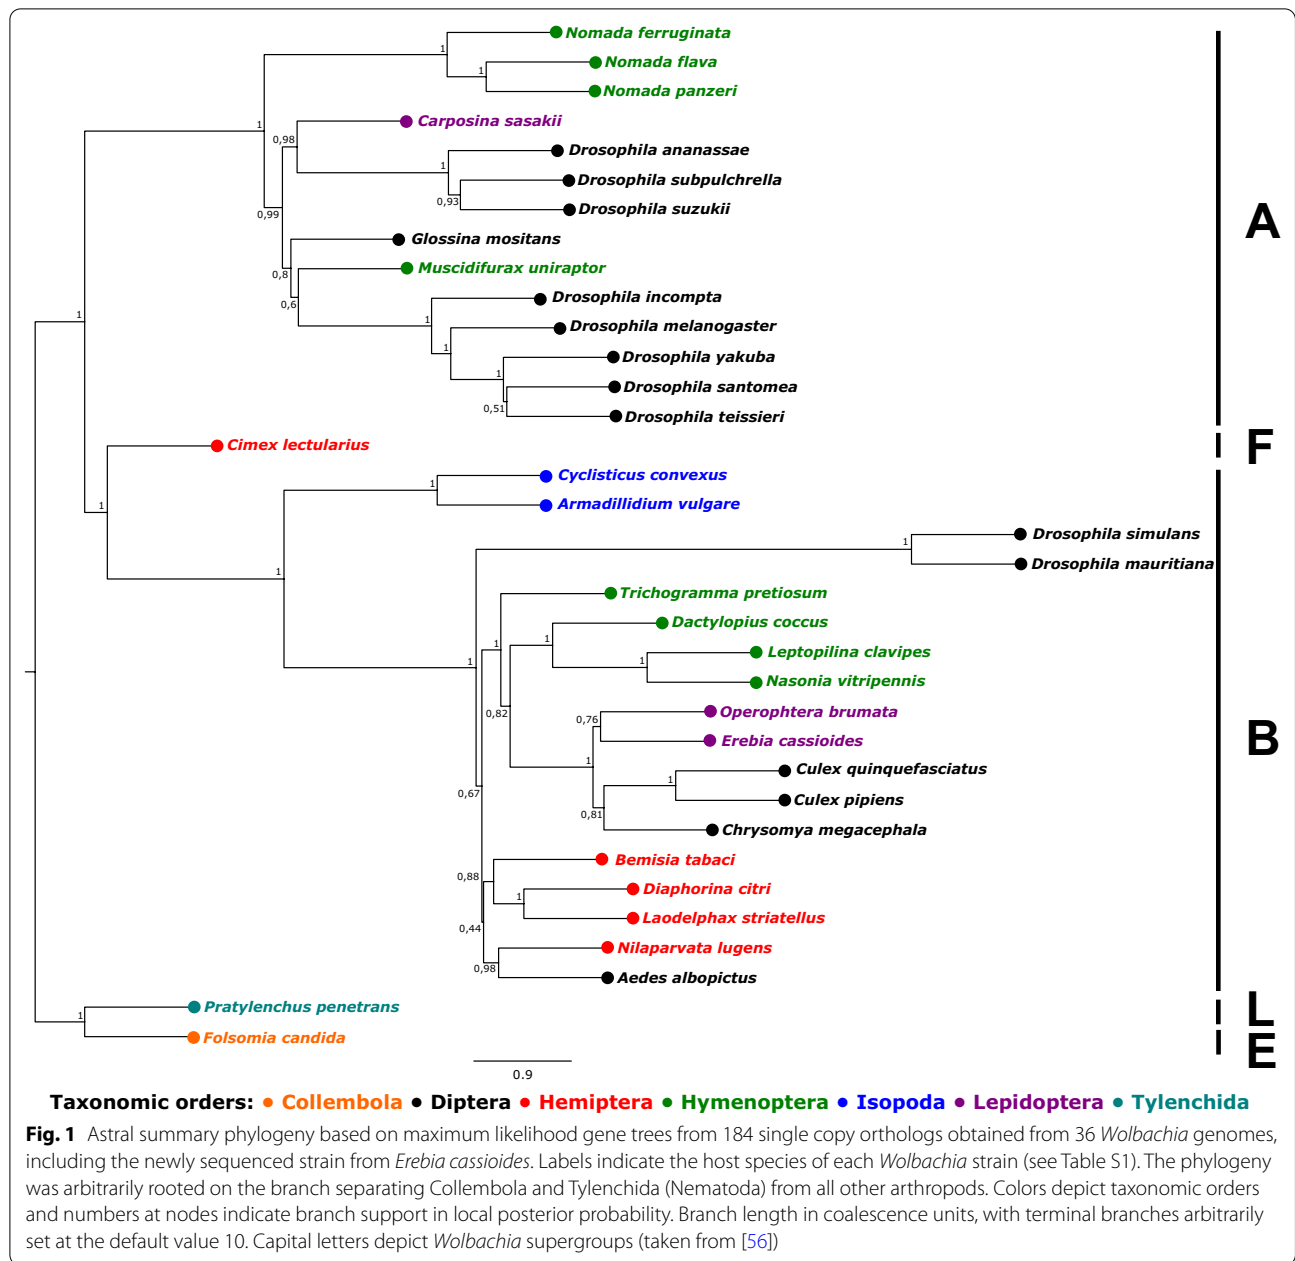 Nomada ferruginata
1
Nomada flava
1
Nomada panzeri
Carposina sasakii
1
0,98
Drosophila ananassae
1
Drosophila subpulchrella
0,93
Drosophila suzukii
0,99
A
Glossina mositans
0,8
Muscidifurax uniraptor
0,6
Drosophila incompta
1
1
Drosophila melanogaster
1
Drosophila yakuba
1
Drosophila santomea
0,51
Drosophila teissieri
Cimex lectularius
F
Cyclisticus convexus
1
Armadillidium vulgare
1
Drosophila simulans
1
Drosophila mauritiana
1
Trichogramma pretiosum
Dactylopius coccus
1
1
Leptopilina clavipes
1
1
Nasonia vitripennis
0,82
Operophtera brumata
0,76
Erebia cassioides
B
1
Culex quinquefasciatus
1
0,67
Culex pipiens
0,81
Chrysomya megacephala
Bemisia tabaci
0,88
Diaphorina citri
1
Laodelphax striatellus
0,44
Nilaparvata lugens
0,98
Aedes albopictus
Pratylenchus penetrans
L
1
Folsomia candida
E
0.9
Taxonomic orders: • Collembola • Diptera • Hemiptera • Hymenoptera • Isopoda • Lepidoptera • Tylenchida
Fig. 1 Astral summary phylogeny based on maximum likelihood gene trees from 184 single copy orthologs obtained from 36 Wolbachia genomes,
including the newly sequenced strain from Erebia cassioides. Labels indicate the host species of each Wolbachia strain (see Table S1). The phylogeny
was arbitrarily rooted on the branch separating Collembola and Tylenchida (Nematoda) from all other arthropods. Colors depict taxonomic orders
and numbers at nodes indicate branch support in local posterior probability. Branch length in coalescence units, with terminal branches arbitrarily
set at the default value 10. Capital letters depict Wolbachia supergroups (taken from [56])